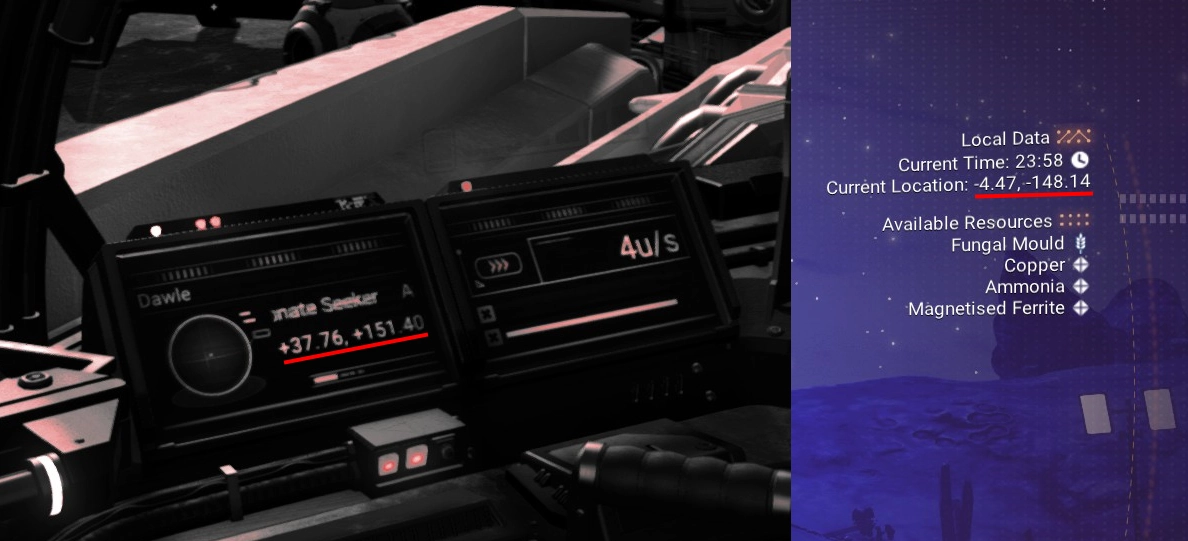 Dawle
nate Seeker A
+37.76, +151.40
4u/s
Local Data
Current Time: 23:58
Current Location: -4.47, -148.14
Available Resources
Fungal Mould
Copper
Ammonia
Magnetised Ferrite